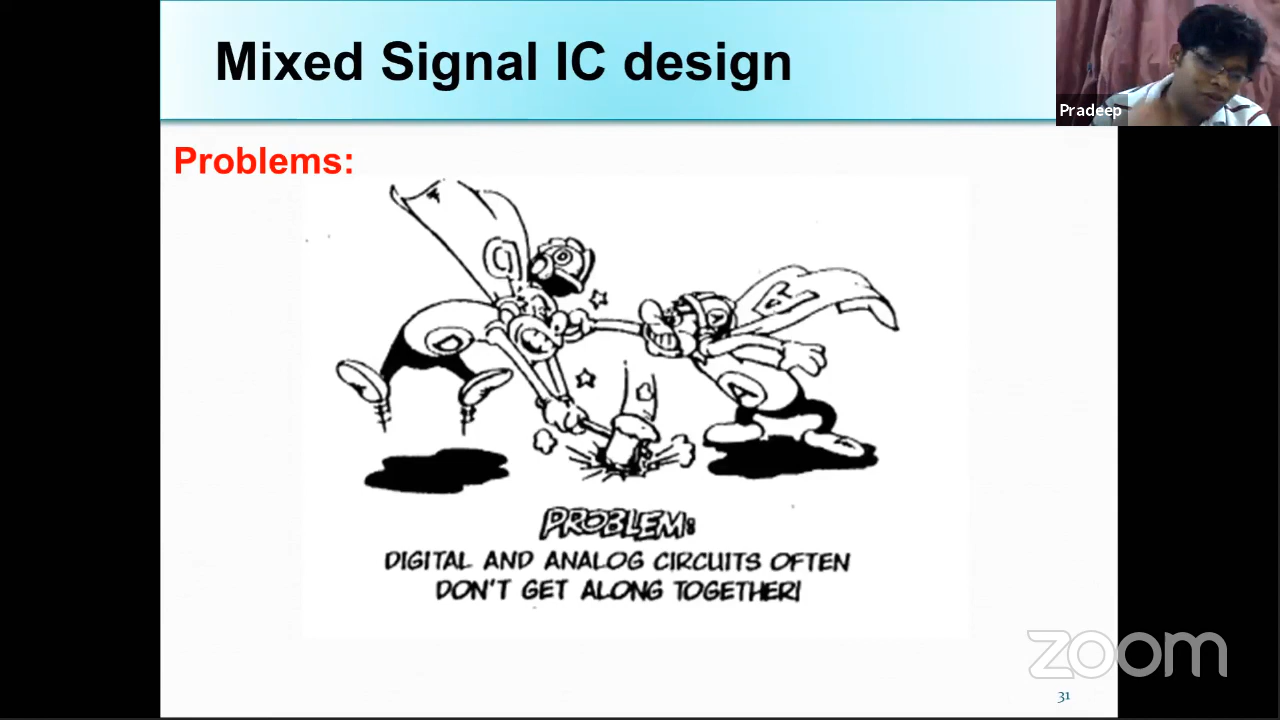 Mixed Signal IC design
Pradeep
Problems:
D
D
A
A
A
PROBLEM:
DIGITAL AND ANALOG CIRCUITS OFTEN
DON'T GET ALONG TOGETHER!
zoom
31